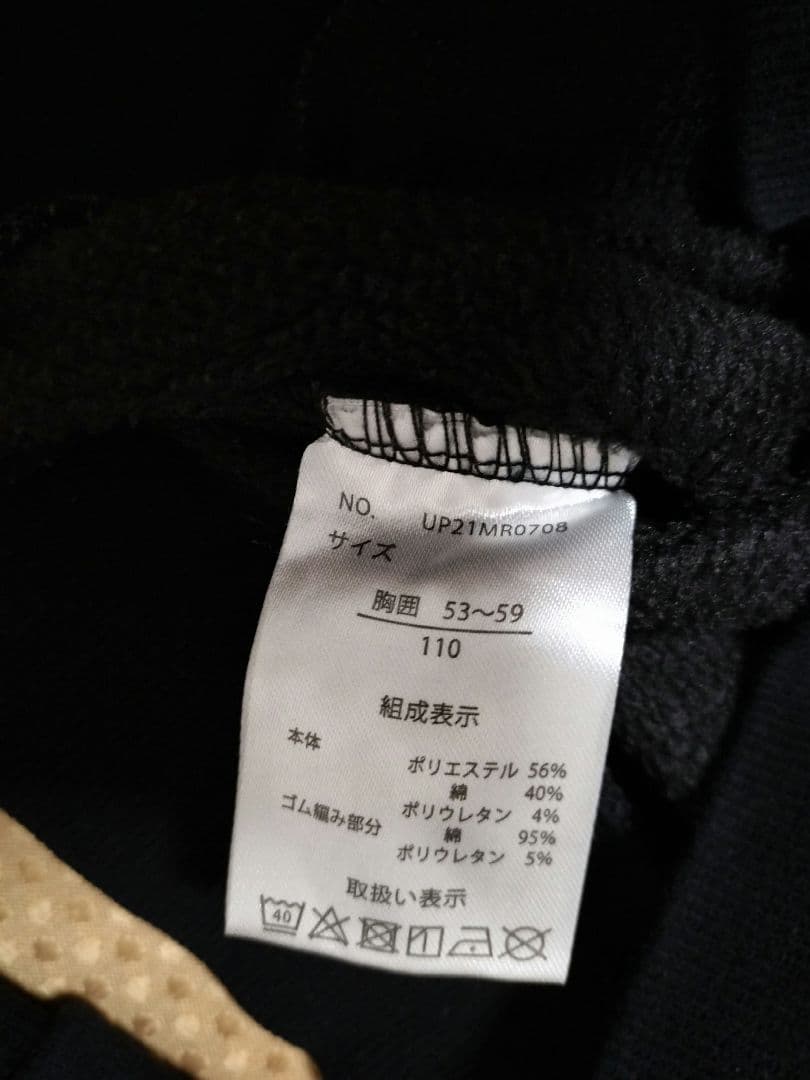 NO. UP21MR0708
サイズ
胸囲 53〜59
110
組成表示
本体
ポリエステル 56%
綿 40%
ポリウレタン 4%
ゴム編み部分
綿 95%
ポリウレタン 5%
取扱い表示
40